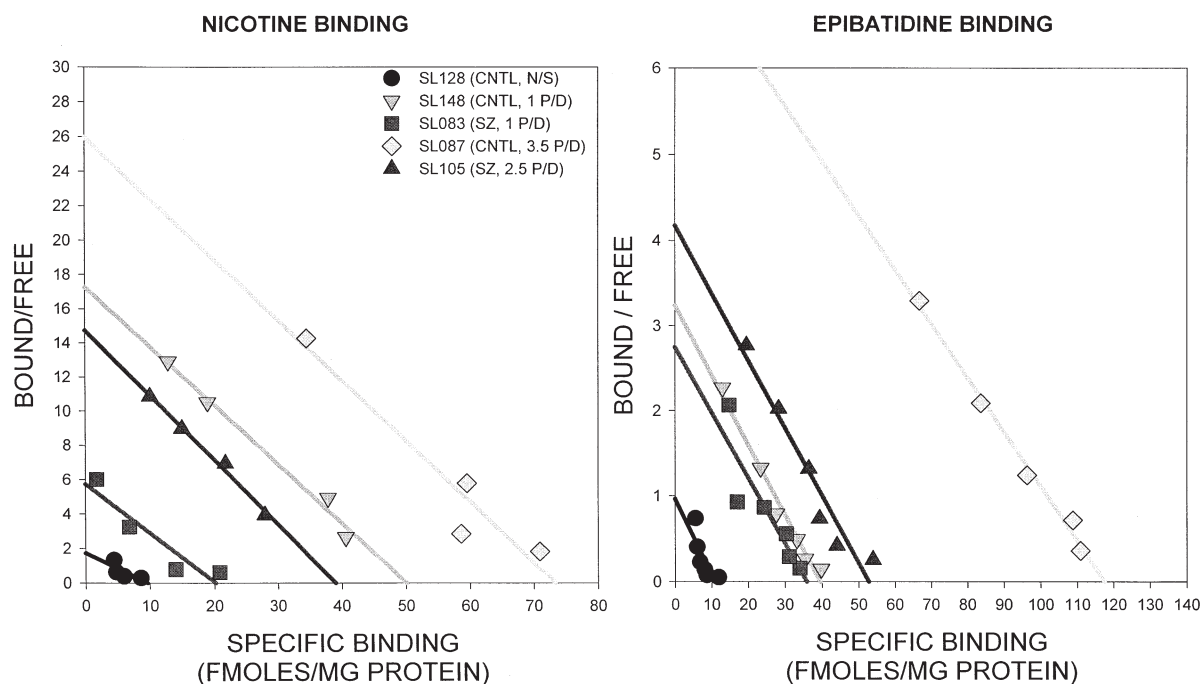 NICOTINE BINDING
30
28
26
24
22
20
18
16
14
12
10
8
6
4
2
0
BOUND/FREE
SL128 (CNTL, N/S)
SL148 (CNTL, 1 P/D)
SL083 (SZ, 1 P/D)
SL087 (CNTL, 3.5 P/D)
SL105 (SZ, 2.5 P/D)
0 10 20 30 40 50 60 70 80
SPECIFIC BINDING
(FMOLES/MG PROTEIN)
EPIBATIDINE BINDING
6
5
4
3
2
1
0
BOUND / FREE
0 10 20 30 40 50 60 70 80 90 100 110 120 130 140
SPECIFIC BINDING
(FMOLES/MG PROTEIN)